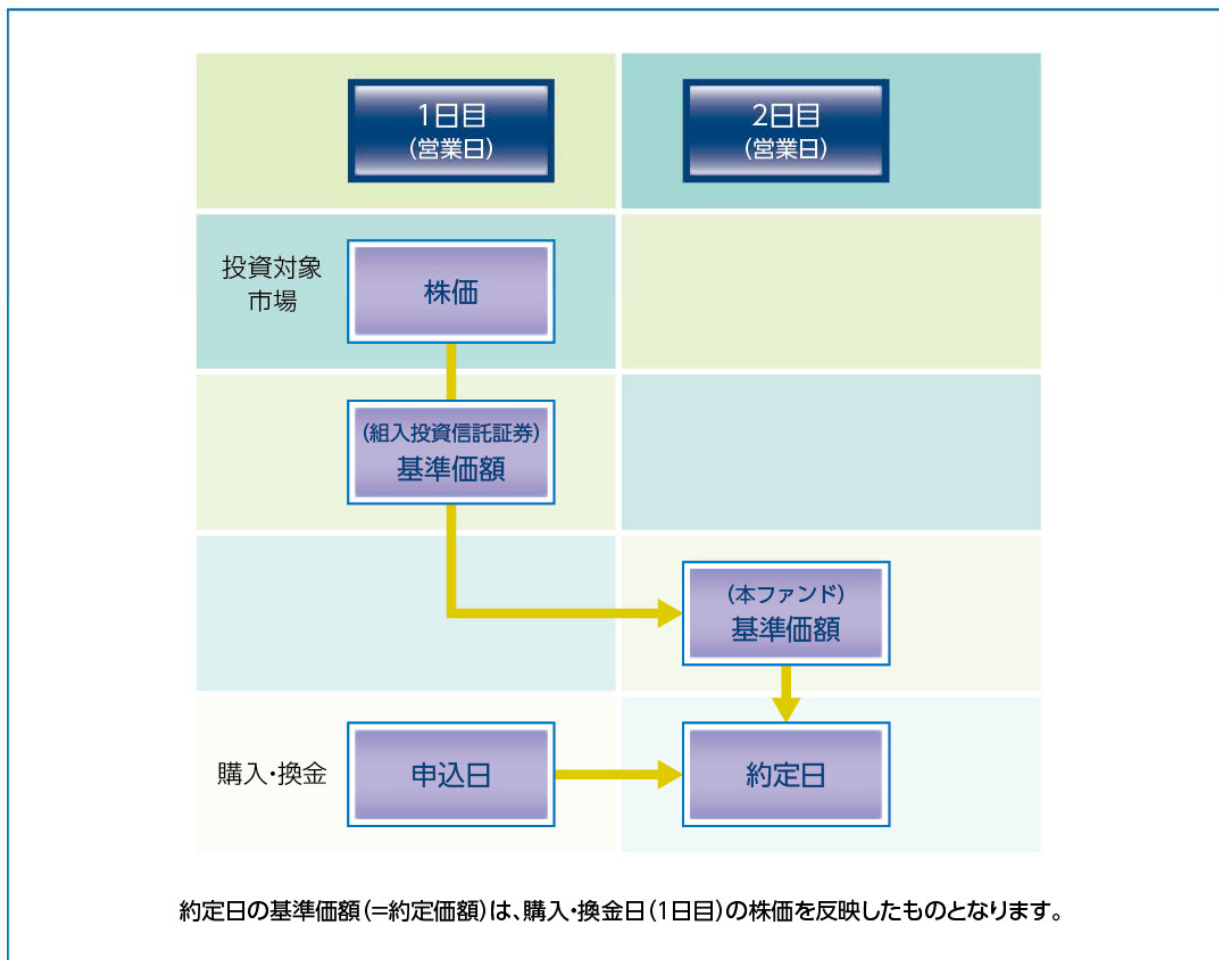 1日目
(営業日)
2日目
(営業日)
投資対象
市場
株価
(組入投資信託証券)
基準価額
(本ファンド)
基準価額
購入・換金
申込日
約定日
約定日の基準価額(=約定価額)は、購入・換金日(1日目)の株価を反映したものとなります。